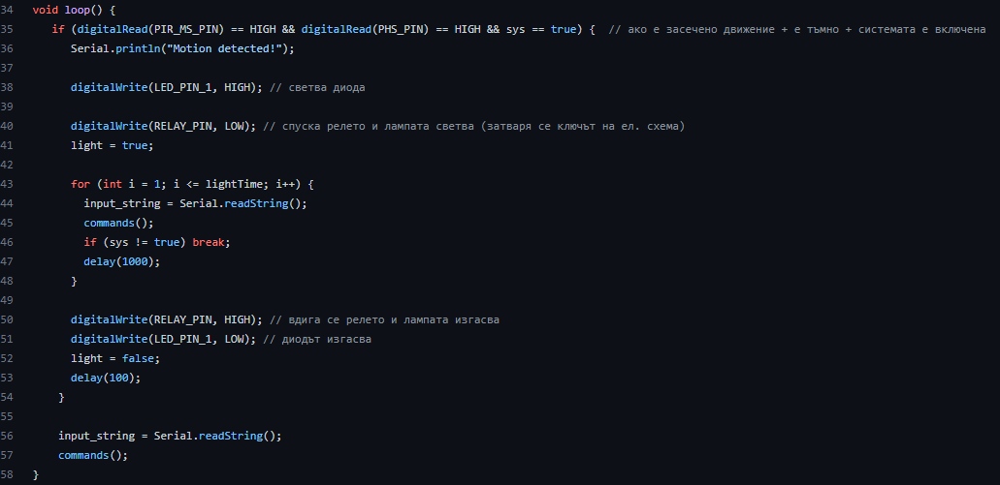 34 void loop() {
35 if (digitalRead(PIR_MS_PIN) == HIGH && digitalRead(PHS_PIN) == HIGH && sys == true) { // ако е засечено движение + е тъмно + системата е включена
36 Serial.println("Motion detected!");
37
38 digitalWrite(LED_PIN_1, HIGH); // светва диода
39
40 digitalWrite(RELAY_PIN, LOW); // спуска релето и лампата светва (затваря се ключът на ел. схема)
41 light = true;
42
43 for (int i = 1; i <= lightTime; i++) {
44 input_string = Serial.readString();
45 commands();
46 if (sys != true) break;
47 delay(1000);
48 }
49
50 digitalWrite(RELAY_PIN, HIGH); // вдига се релето и лампата изгасва
51 digitalWrite(LED_PIN_1, LOW); // диодът изгасва
52 light = false;
53 delay(100);
54 }
55
56 input_string = Serial.readString();
57 commands();
58 }